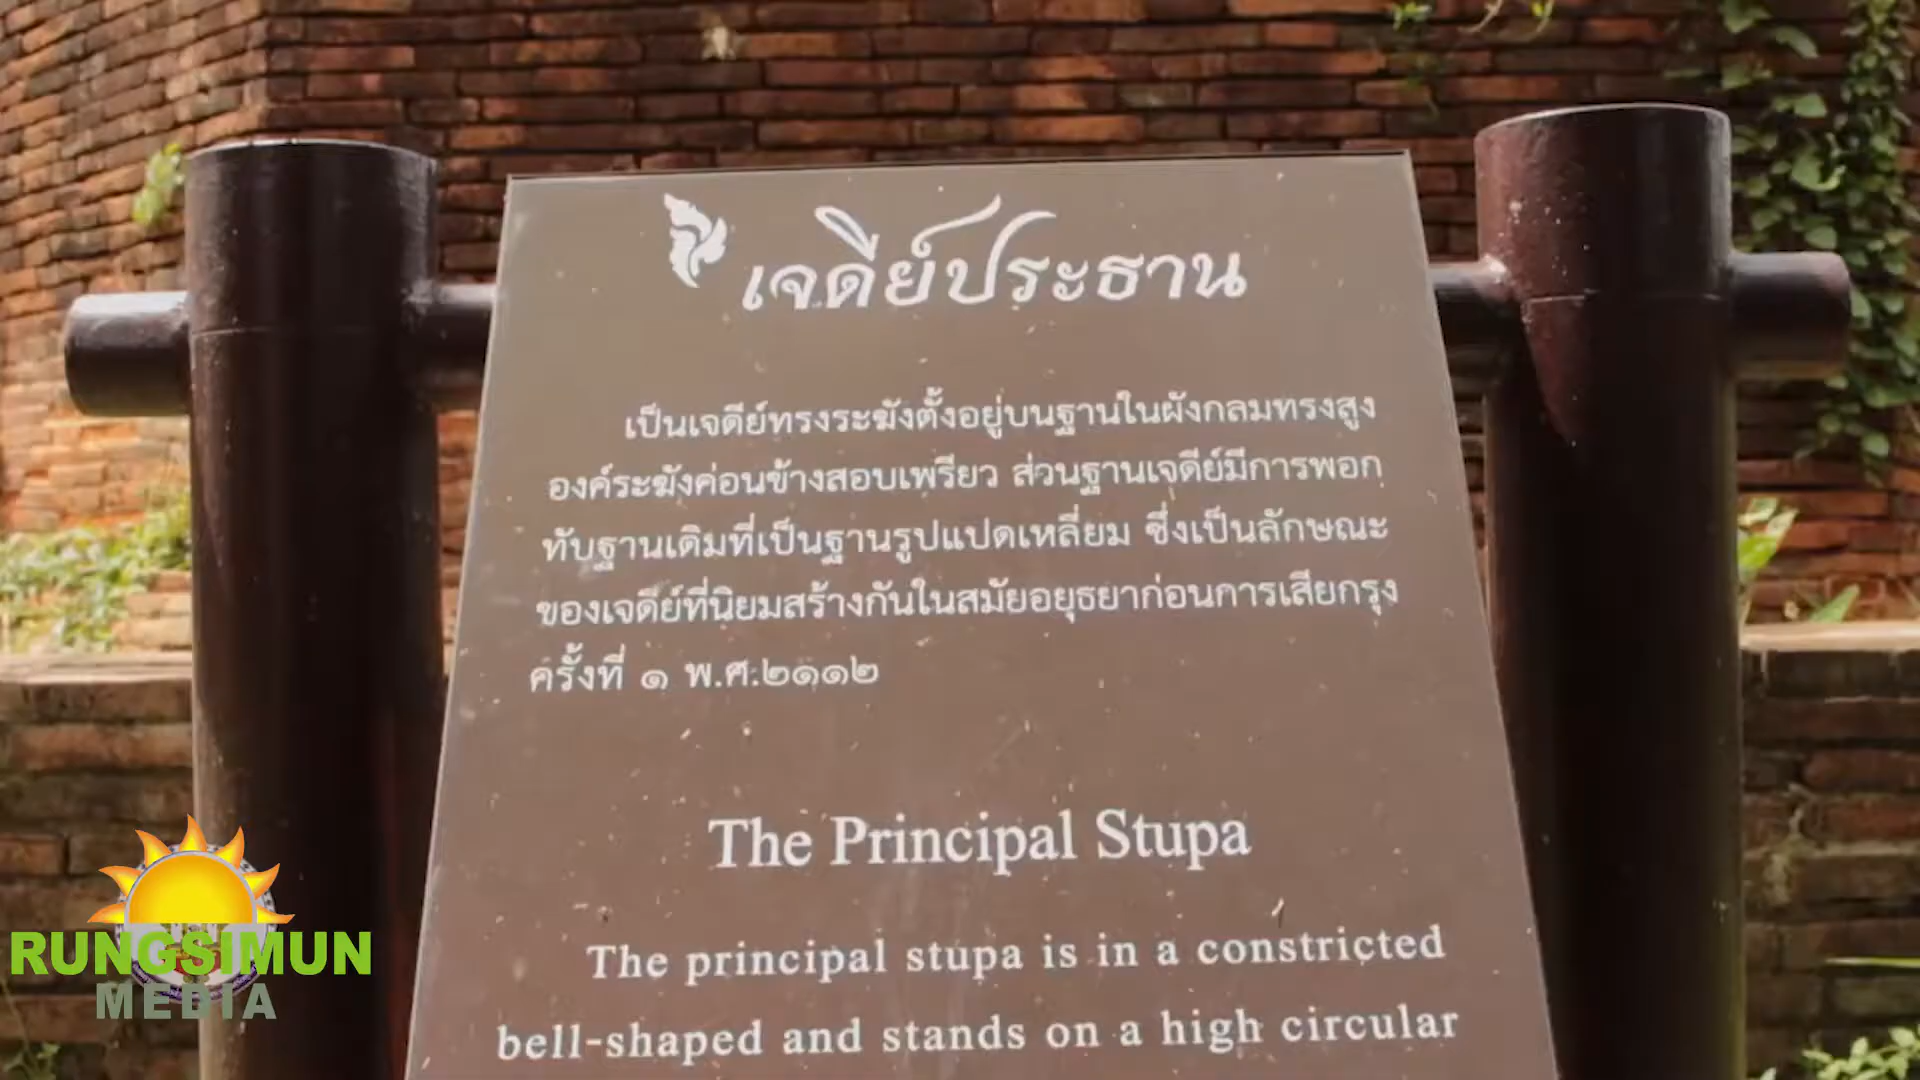 เจดีย์ประธาน
เป็นเจดีย์ทรงระฆังตั้งอยู่บนฐานในผังกลมทรงสูง
องค์ระฆังค่อนข้างสอบเพรียว ส่วนฐานเจดีย์มีการพอก
ทับฐานเดิมที่เป็นฐานรูปแปดเหลี่ยม ซึ่งเป็นลักษณะ
ของเจดีย์ที่นิยมสร้างกันในสมัยอยุธยาก่อนการเสียกรุง
ครั้งที่ ๑ พ.ศ.๒๑๑๒
The Principal Stupa
The principal stupa is in a constricted
bell-shaped and stands on a high circular
RUNGSIMUN
MEDIA